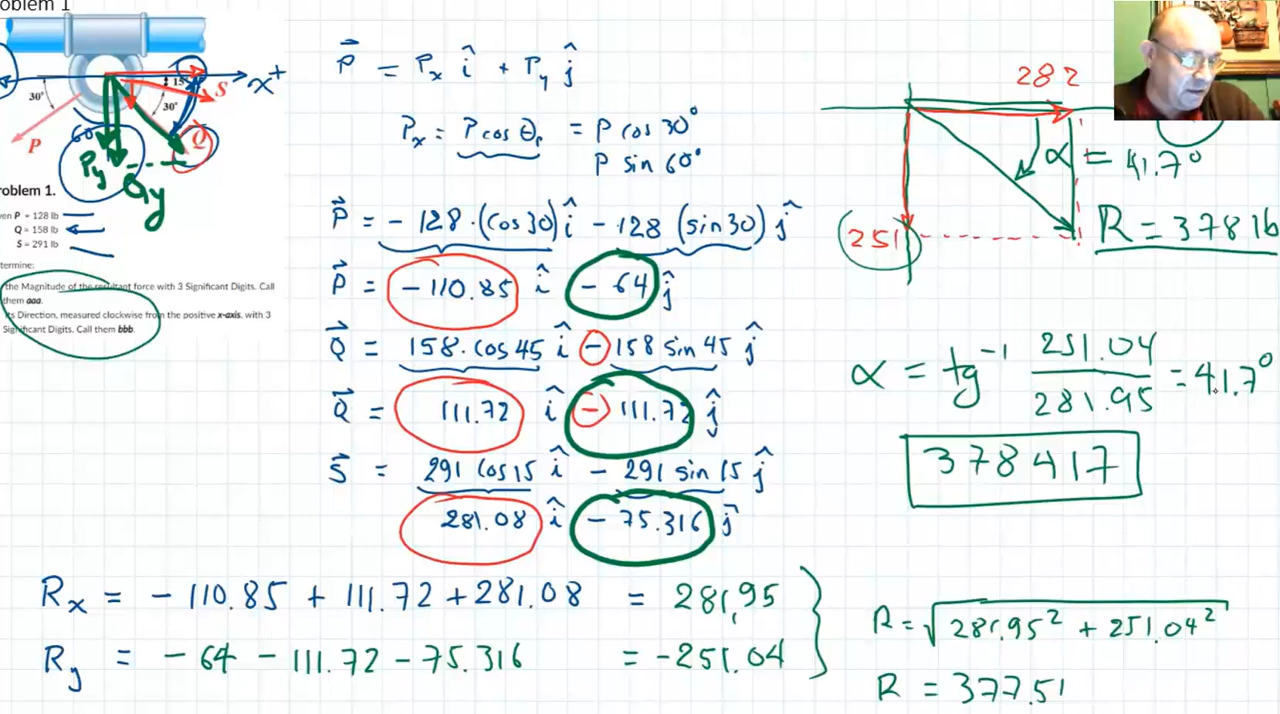 oblem 1
x+
30°
15
30°
S
P
Q
60
Py
Qy
roblem 1.
en P = 128 lb
Q = 158 lb
S = 291 lb
termine:
the Magnitude of the resultant force with 3 Significant Digits. Call
them aaa.
its Direction, measured clockwise from the positive x-axis, with 3
Significant Digits. Call them bbb.
P⃗ = Px î + Py ĵ
Px = P cos θp = P cos 30°
P sin 60°
P⃗ = - 128 · (cos 30) î - 128 (sin 30) ĵ
P⃗ = - 110.85 î - 64 ĵ
Q⃗ = 158 · cos 45 î - 158 sin 45 ĵ
Q⃗ = 111.72 î - 111.72 ĵ
S⃗ = 291 cos 15 î - 291 sin 15 ĵ
281.08 î - 75.316 ĵ
Rx = - 110.85 + 111.72 + 281.08 = 281.95
Ry = - 64 - 111.72 - 75.316 = -251.04
282
α = 41.7°
251
R = 378 lb
α = tg⁻¹ 251.04 / 281.95 = 41.7°
378417
R = √281.95² + 251.04²
R = 377.51